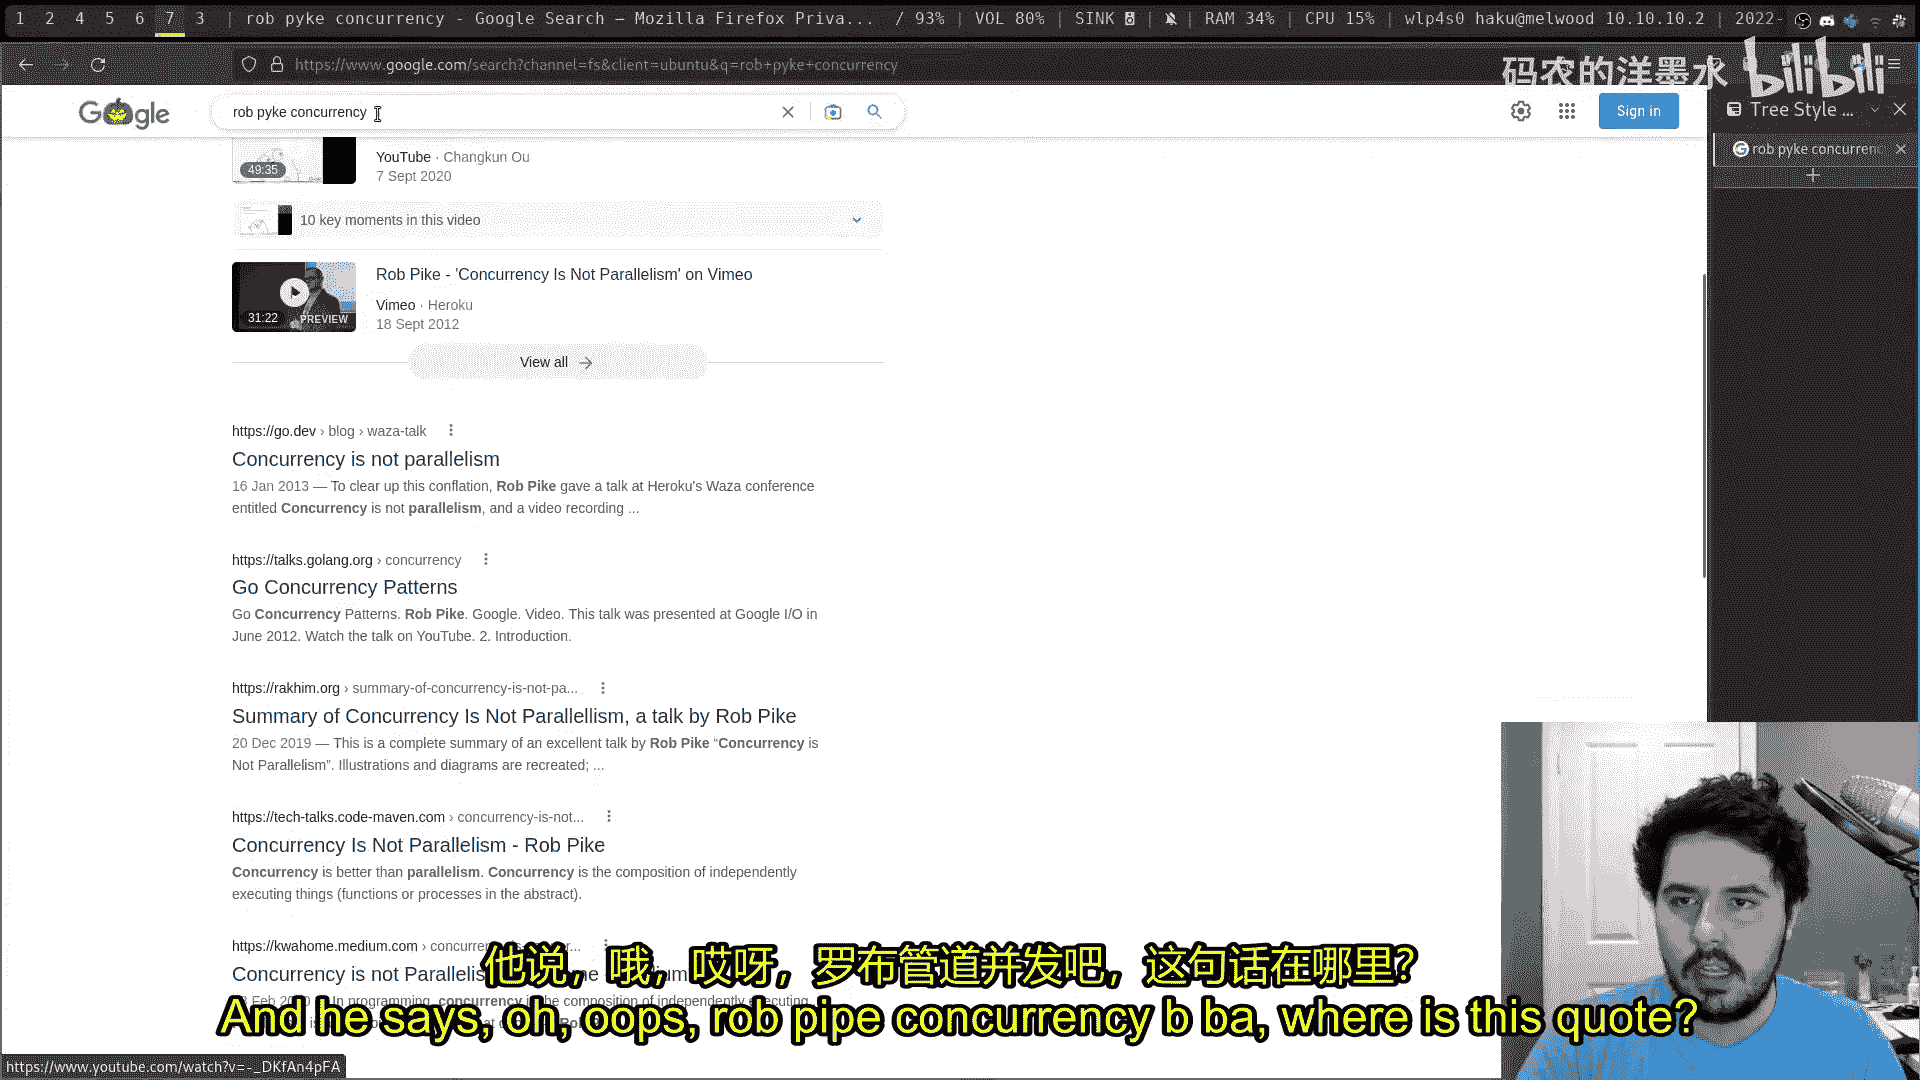 1 2 4 5 6 7 3 | rob pyke concurrency - Google Search — Mozilla Firefox Priva... / 93% | VOL 80% | SINK | | RAM 34% | CPU 15% | wlp4s0 haku@melwood 10.10.10.2 | 2022-
https://www.google.com/search?channel=fs&client=ubuntu&q=rob+pyke+concurrency
码农的洋墨水 bilibili
Google
rob pyke concurrency
Sign in
Tree Style ...
rob pyke concurrenc
49:35
YouTube · Changkun Ou
7 Sept 2020
10 key moments in this video
Rob Pike - 'Concurrency Is Not Parallelism' on Vimeo
Vimeo · Heroku
18 Sept 2012
31:22
PREVIEW
View all
https://go.dev › blog › waza-talk
Concurrency is not parallelism
16 Jan 2013 — To clear up this conflation, Rob Pike gave a talk at Heroku's Waza conference
entitled Concurrency is not parallelism, and a video recording ...
https://talks.golang.org › concurrency
Go Concurrency Patterns
Go Concurrency Patterns. Rob Pike. Google. Video. This talk was presented at Google I/O in
June 2012. Watch the talk on YouTube. 2. Introduction.
https://rakhim.org › summary-of-concurrency-is-not-pa...
Summary of Concurrency Is Not Parallellism, a talk by Rob Pike
20 Dec 2019 — This is a complete summary of an excellent talk by Rob Pike “Concurrency is
Not Parallelism”. Illustrations and diagrams are recreated; ...
https://tech-talks.code-maven.com › concurrency-is-not...
Concurrency Is Not Parallelism - Rob Pike
Concurrency is better than parallelism. Concurrency is the composition of independently
executing things (functions or processes in the abstract).
https://kwahome.medium.com
Concurrency is not
In programming, concurrency is the composition of independently executing
他说，哦，哎呀，罗布管道并发吧，这句话在哪里？
And he says, oh, oops, rob pipe concurrency b ba, where is this quote?
https://www.youtube.com/watch?v=-_DKfAn4pFA